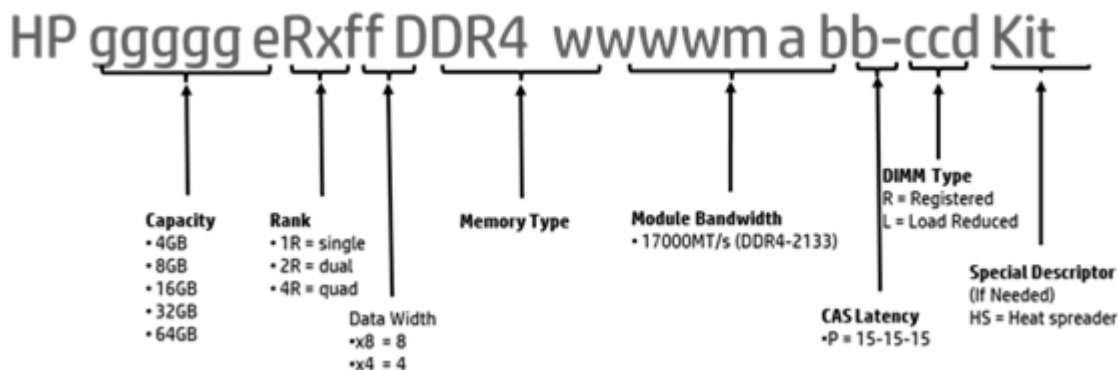 HP ggggg eRxff DDR4 wwwwm a bb-ccd Kit
Capacity
• 4GB
• 8GB
• 16GB
• 32GB
• 64GB
Rank
• 1R = single
• 2R = dual
• 4R = quad
Data Width
•x8 = 8
•x4 = 4
Memory Type
Module Bandwidth
• 17000MT/s (DDR4-2133)
CAS Latency
•P = 15-15-15
DIMM Type
R = Registered
L = Load Reduced
Special Descriptor
(If Needed)
HS = Heat spreader